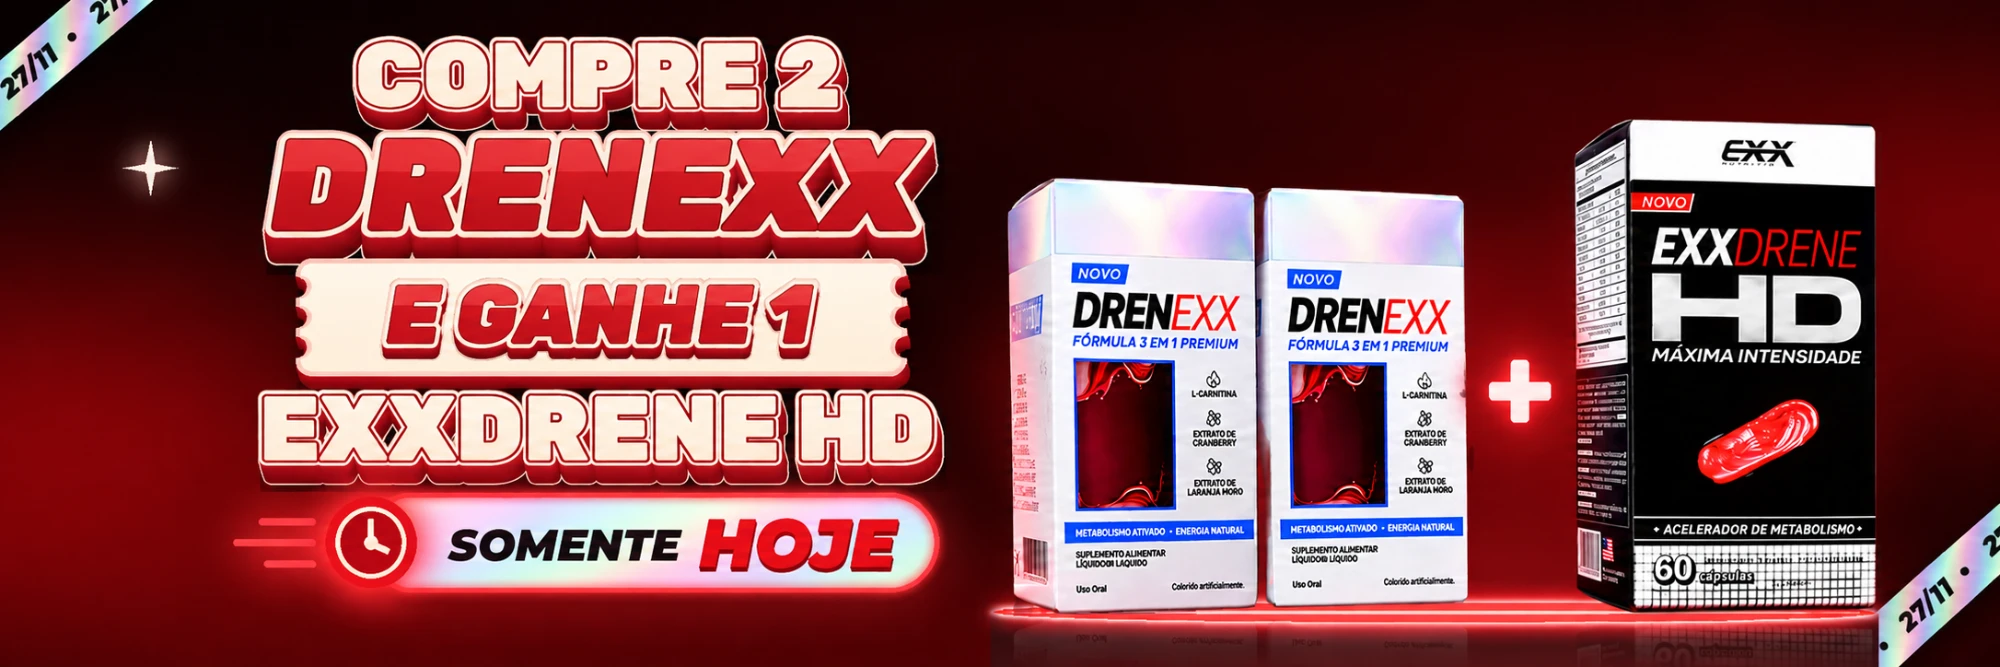 27/11 • 27/
COMPRE 2
DRENEXX
E GANHE 1
EXXDRENE HD
SOMENTE HOJE
NOVO
DRENEXX
FÓRMULA 3 EM 1 PREMIUM
L-CARNITINA
EXTRATO DE
CRANBERRY
EXTRATO DE
LARANJA MORO
METABOLISMO ATIVADO • ENERGIA NATURAL
SUPLEMENTO ALIMENTAR
Uso Oral
Colorido artificialmente.
NOVO
DRENEXX
FÓRMULA 3 EM 1 PREMIUM
L-CARNITINA
EXTRATO DE
CRANBERRY
EXTRATO DE
LARANJA MORO
METABOLISMO ATIVADO • ENERGIA NATURAL
SUPLEMENTO ALIMENTAR
Uso Oral
Colorido artificialmente.
+
EXX
NOVO
EXXDRENE
HD
MÁXIMA INTENSIDADE
• ACELERADOR DE METABOLISMO •
60 cápsulas
• 27/11 • 27